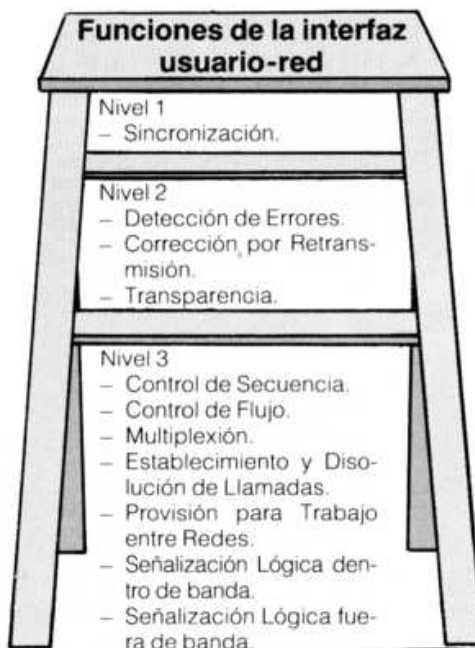 Funciones de la interfaz
usuario-red
Nivel 1
– Sincronización.
Nivel 2
– Detección de Errores.
– Corrección por Retrans-
misión.
– Transparencia.
Nivel 3
– Control de Secuencia.
– Control de Flujo.
– Multiplexión.
– Establecimiento y Diso-
lución de Llamadas.
– Provisión para Trabajo
entre Redes.
– Señalización Lógica den-
tro de banda.
– Señalización Lógica fue-
ra de banda.